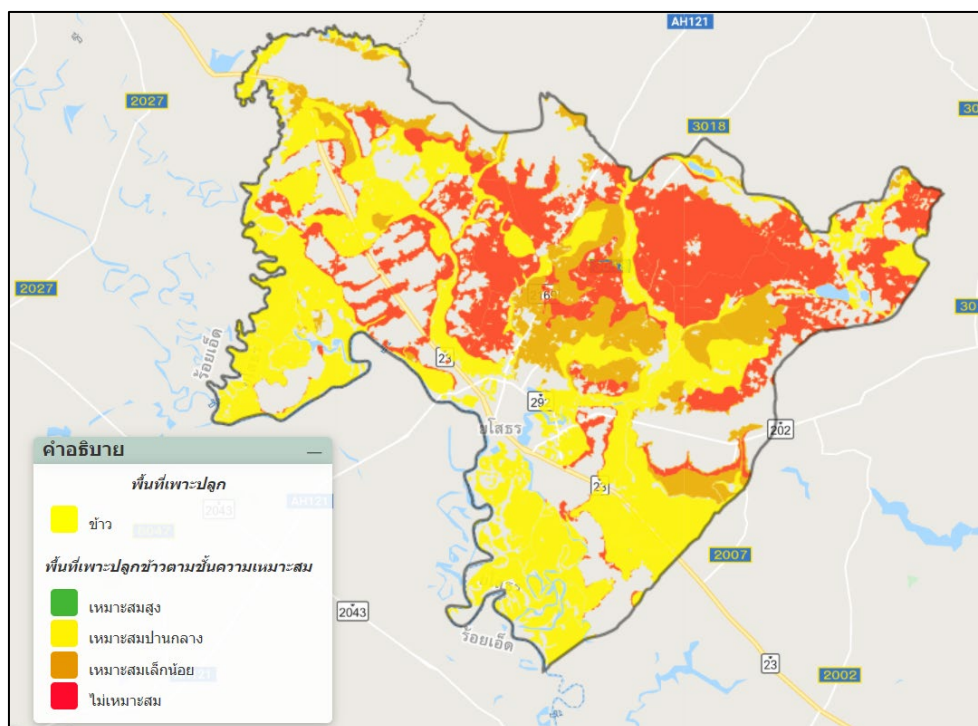 AH121
2027
3018
2027
ร้อยเอ็ด
23
292
ยโสธร
202
คำอธิบาย
พื้นที่เพาะปลูก
ข้าว
พื้นที่เพาะปลูกข้าวตามชั้นความเหมาะสม
เหมาะสมสูง
เหมาะสมปานกลาง
เหมาะสมเล็กน้อย
ไม่เหมาะสม
AH121
2043
23
2007
2043
ร้อยเอ็ด
23
2002